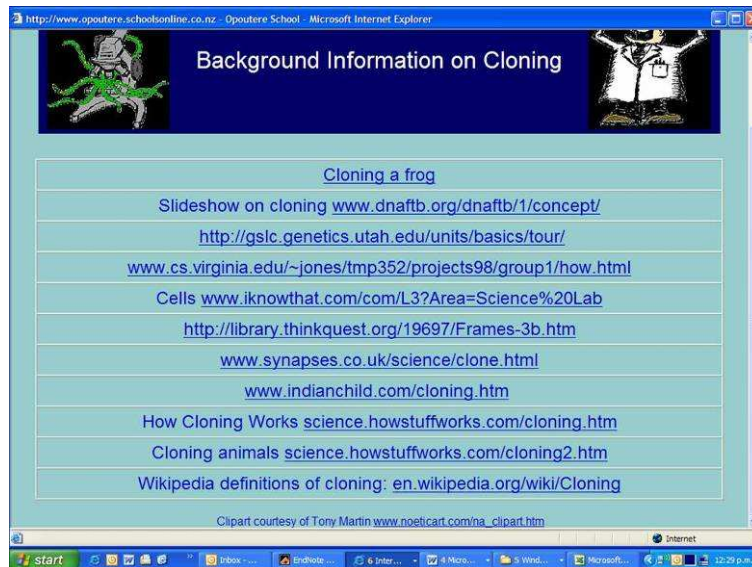 http://www.opoutere.schoolsonline.co.nz - Opoutere School - Microsoft Internet Explorer
Background Information on Cloning
Cloning a frog
Slideshow on cloning www.dnaftb.org/dnaftb/1/concept/
http://gslc.genetics.utah.edu/units/basics/tour/
www.cs.virginia.edu/~jones/tmp352/projects98/group1/how.html
Cells www.iknowthat.com/com/L3?Area=Science%20Lab
http://library.thinkquest.org/19697/Frames-3b.htm
www.synapses.co.uk/science/clone.html
www.indianchild.com/cloning.htm
How Cloning Works science.howstuffworks.com/cloning.htm
Cloning animals science.howstuffworks.com/cloning2.htm
Wikipedia definitions of cloning: en.wikipedia.org/wiki/Cloning
Clipart courtesy of Tony Martin www.noeticart.com/na_clipart.htm
Internet
start Inbox - ... EndNote ... 6 Inter... 4 Micro... 5 Wind... Microsoft... 12:29 p.m.